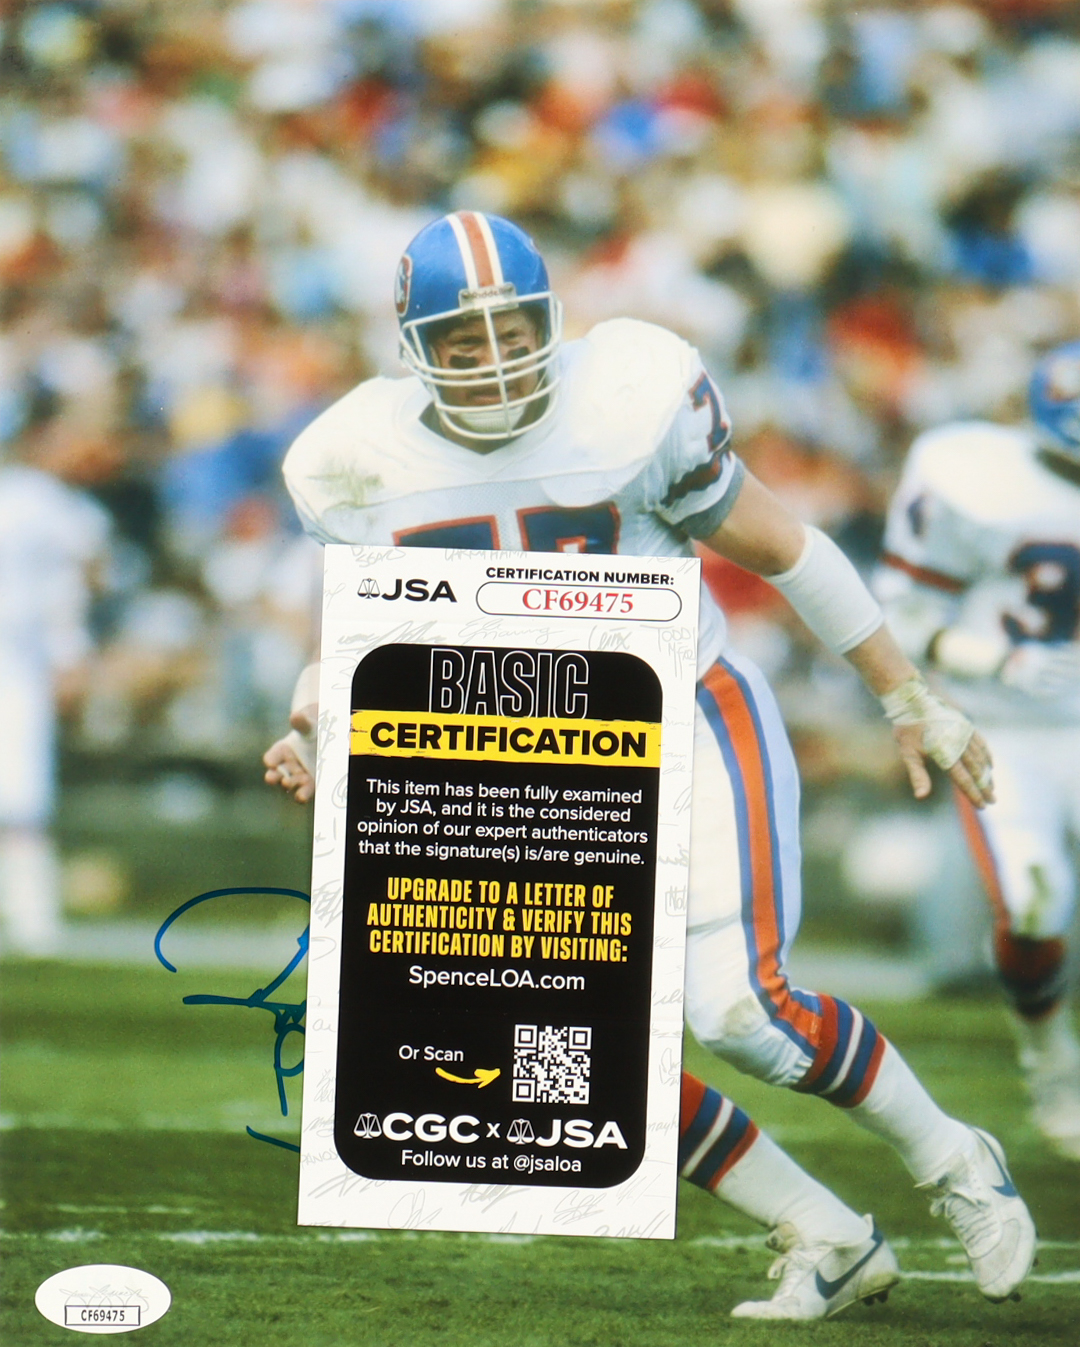 JSA
CERTIFICATION NUMBER:
CF69475
BASIC
CERTIFICATION
This item has been fully examined
by JSA, and it is the considered
opinion of our expert authenticators
that the signature(s) is/are genuine.
UPGRADE TO A LETTER OF
AUTHENTICITY & VERIFY THIS
CERTIFICATION BY VISITING:
SpenceLOA.com
Or Scan
CGC x JSA
Follow us at @jsaloa
CF69475